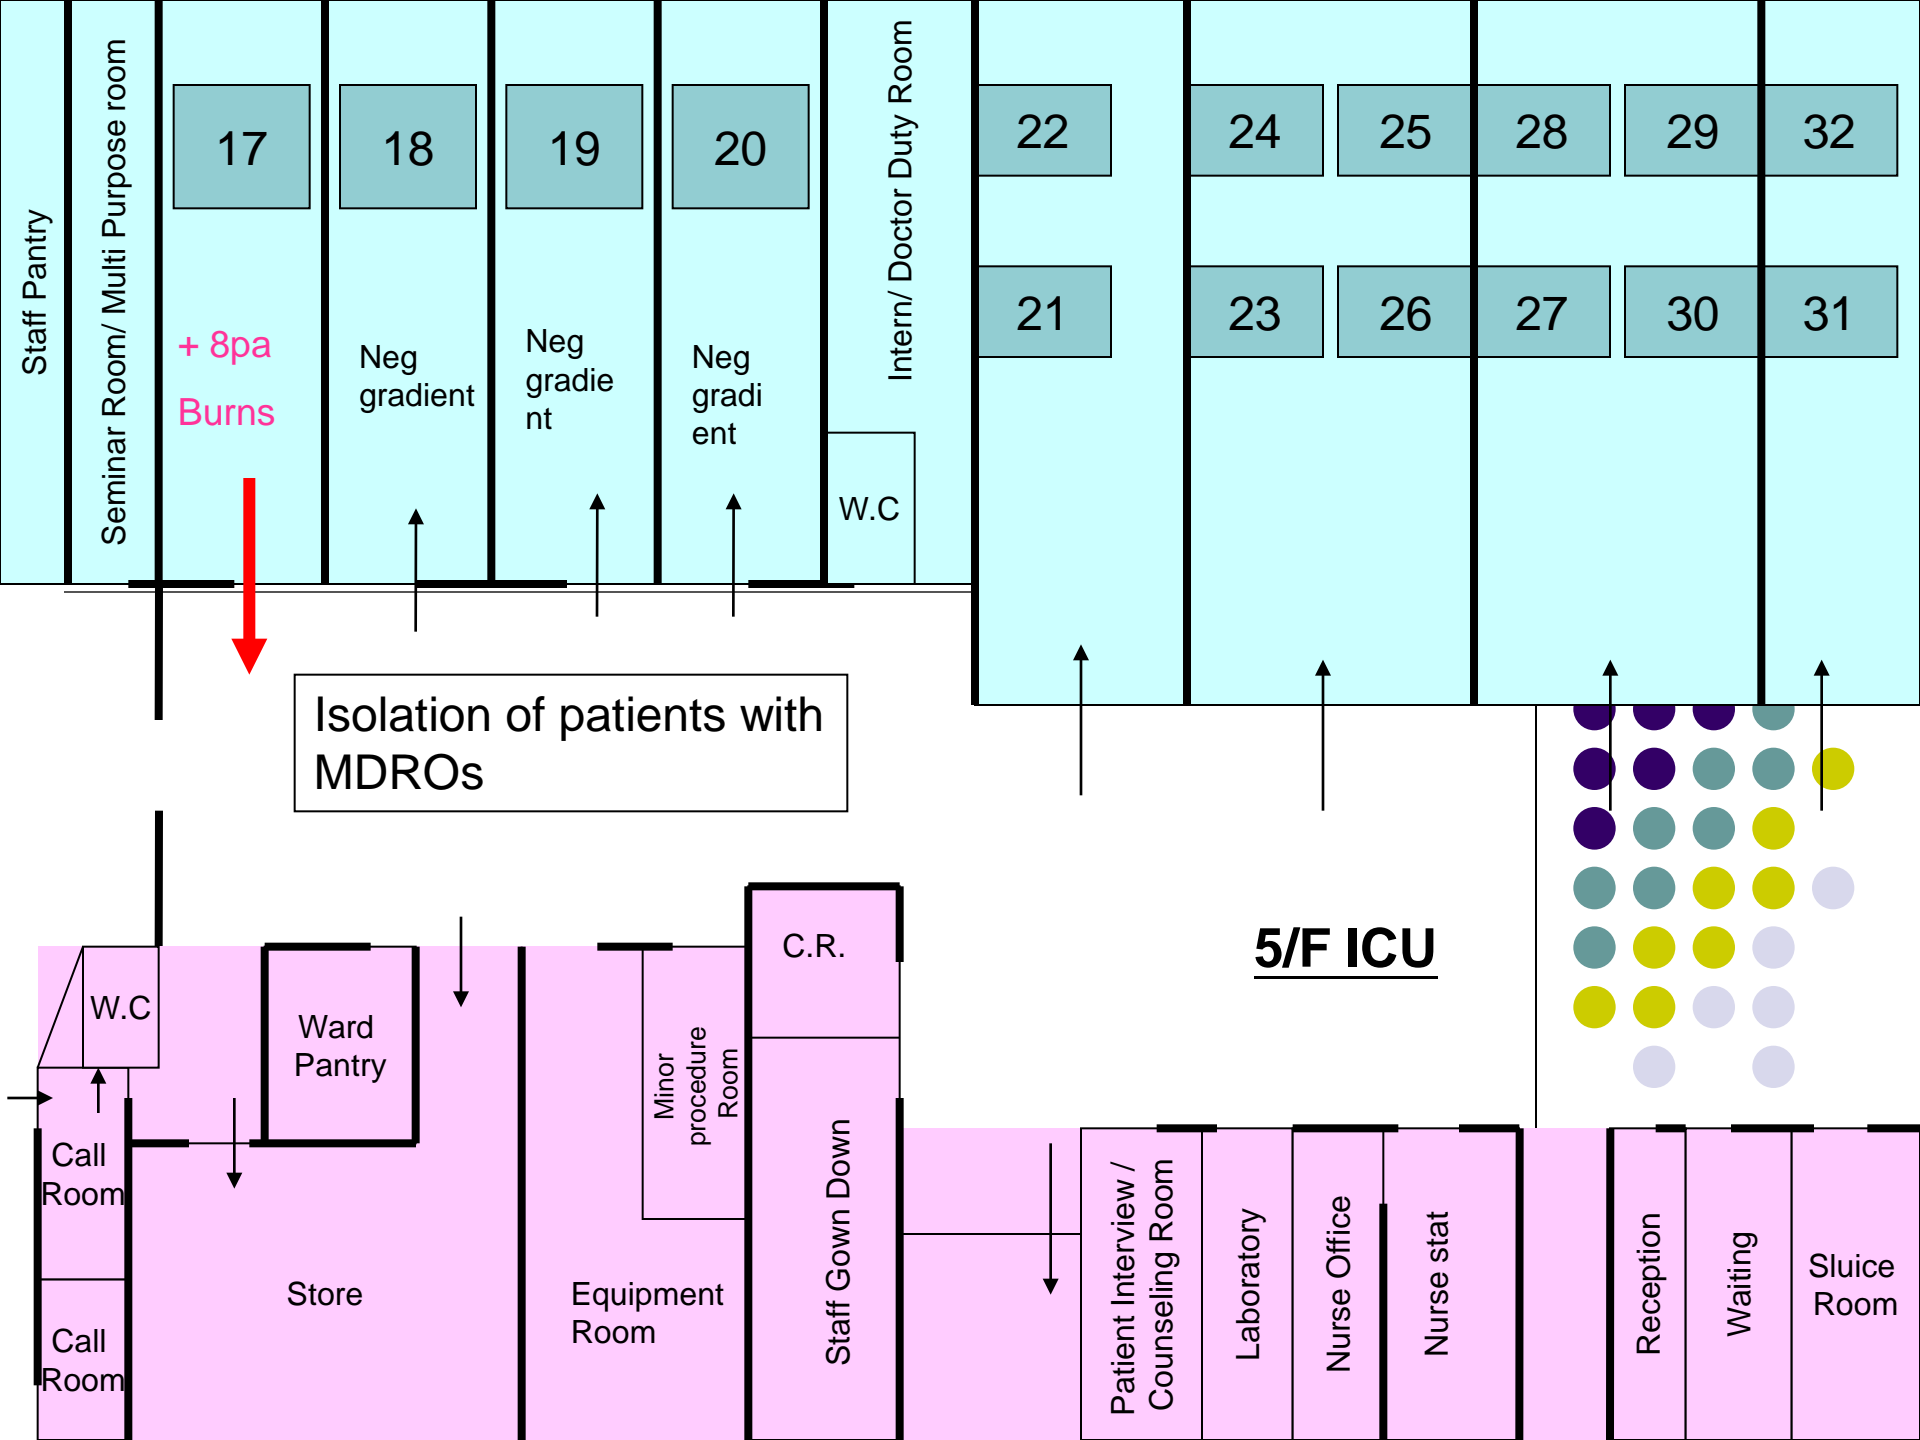 Staff Pantry
Seminar Room/ Multi Purpose room
17
18
19
20
Intern/ Doctor Duty Room
22
24
25
28
29
32
21
23
26
27
30
31
+ 8pa
Burns
Neg
gradient
Neg
gradie
nt
Neg
gradi
ent
W.C
Isolation of patients with
MDROs
5/F ICU
C.R.
W.C
Ward
Pantry
Minor
procedure
Room
Call
Room
Call
Room
Store
Equipment
Room
Staff Gown Down
Patient Interview /
Counseling Room
Laboratory
Nurse Office
Nurse stat
Reception
Waiting
Sluice
Room